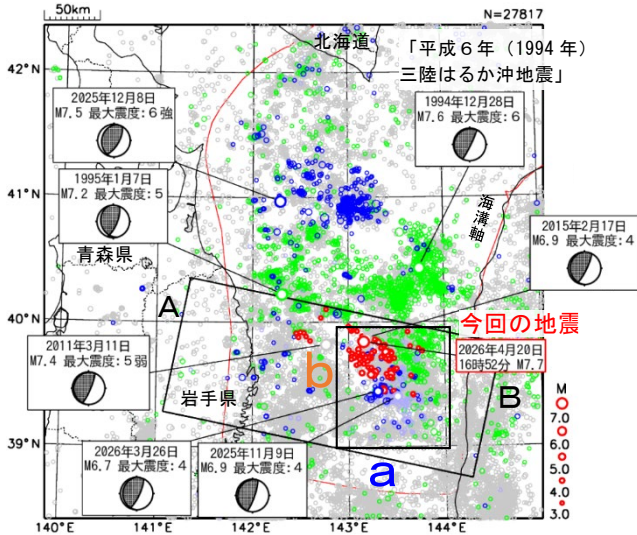 50km
N=27817
北海道
「平成６年（1994 年）
三陸はるか沖地震」
42°N
2025年12月8日
M7.5 最大震度:６強
1994年12月28日
M7.6 最大震度:６
41°N
1995年1月7日
M7.2 最大震度:５
海溝軸
2015年2月17日
M6.9 最大震度:４
青森県
A
40°N
今回の地震
2011年3月11日
M7.4 最大震度:５弱
b
2026年4月20日
16時52分 M7.7
B
M
7.0
6.0
5.0
4.0
3.0
岩手県
39°N
2026年3月26日
M6.7 最大震度:４
2025年11月9日
M6.9 最大震度:４
a
140°E
141°E
142°E
143°E
144°E